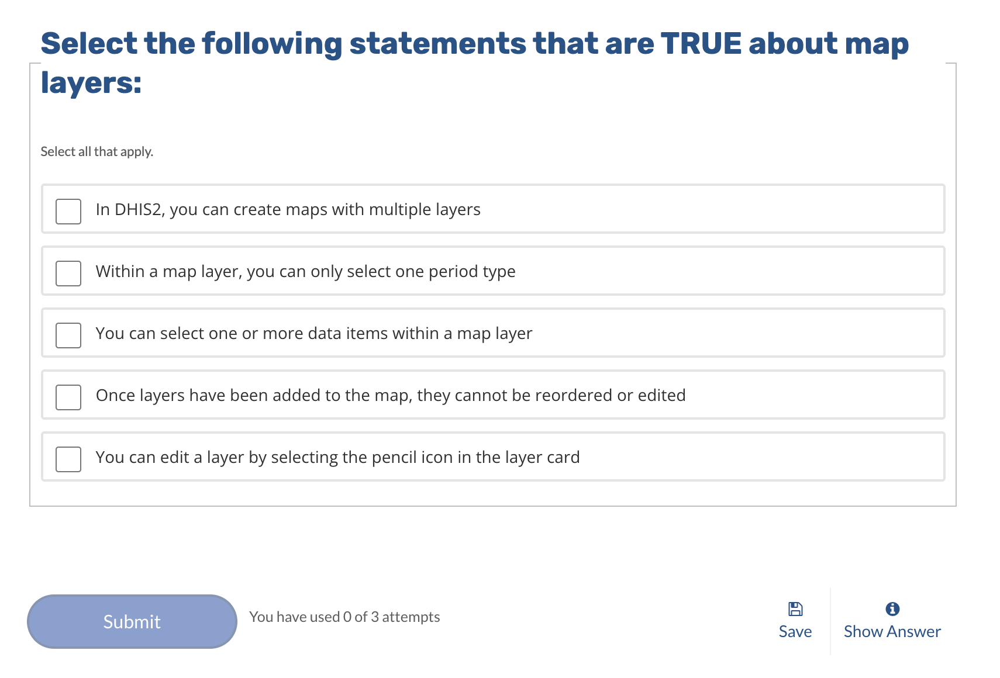 Select the following statements that are TRUE about map
layers:
Select all that apply.
In DHIS2, you can create maps with multiple layers
Within a map layer, you can only select one period type
You can select one or more data items within a map layer
Once layers have been added to the map, they cannot be reordered or edited
You can edit a layer by selecting the pencil icon in the layer card
Submit
You have used 0 of 3 attempts
Save
Show Answer